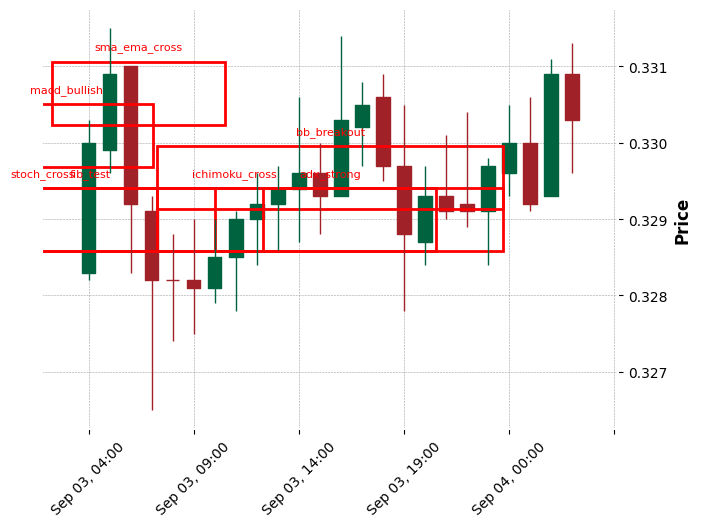 sma_ema_cross
macd_bullish
bb_breakout
stoch_cross
fib_test
ichimoku_cross
adx_strong
0.331
0.330
0.329
0.328
0.327
Price
Sep 03, 04:00
Sep 03, 09:00
Sep 03, 14:00
Sep 03, 19:00
Sep 04, 00:00